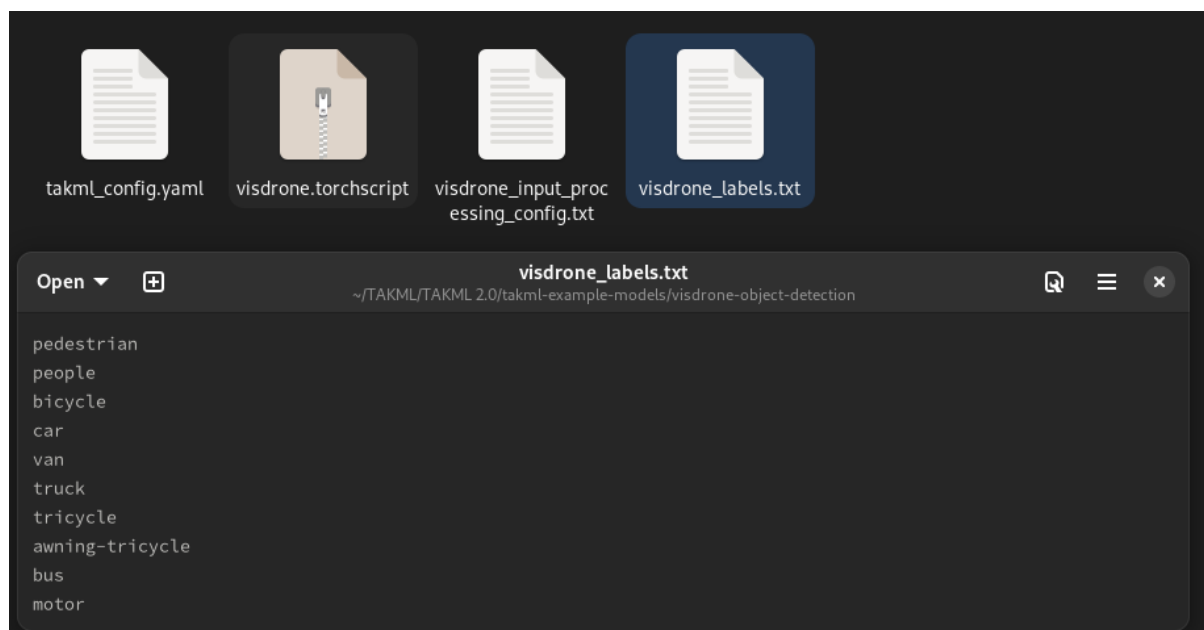 takml_config.yaml
visdrone.torchscript
visdrone_input_proc
essing_config.txt
visdrone_labels.txt
Open
visdrone_labels.txt
~/TAKML/TAKML 2.0/takml-example-models/visdrone-object-detection
pedestrian
people
bicycle
car
van
truck
tricycle
awning-tricycle
bus
motor